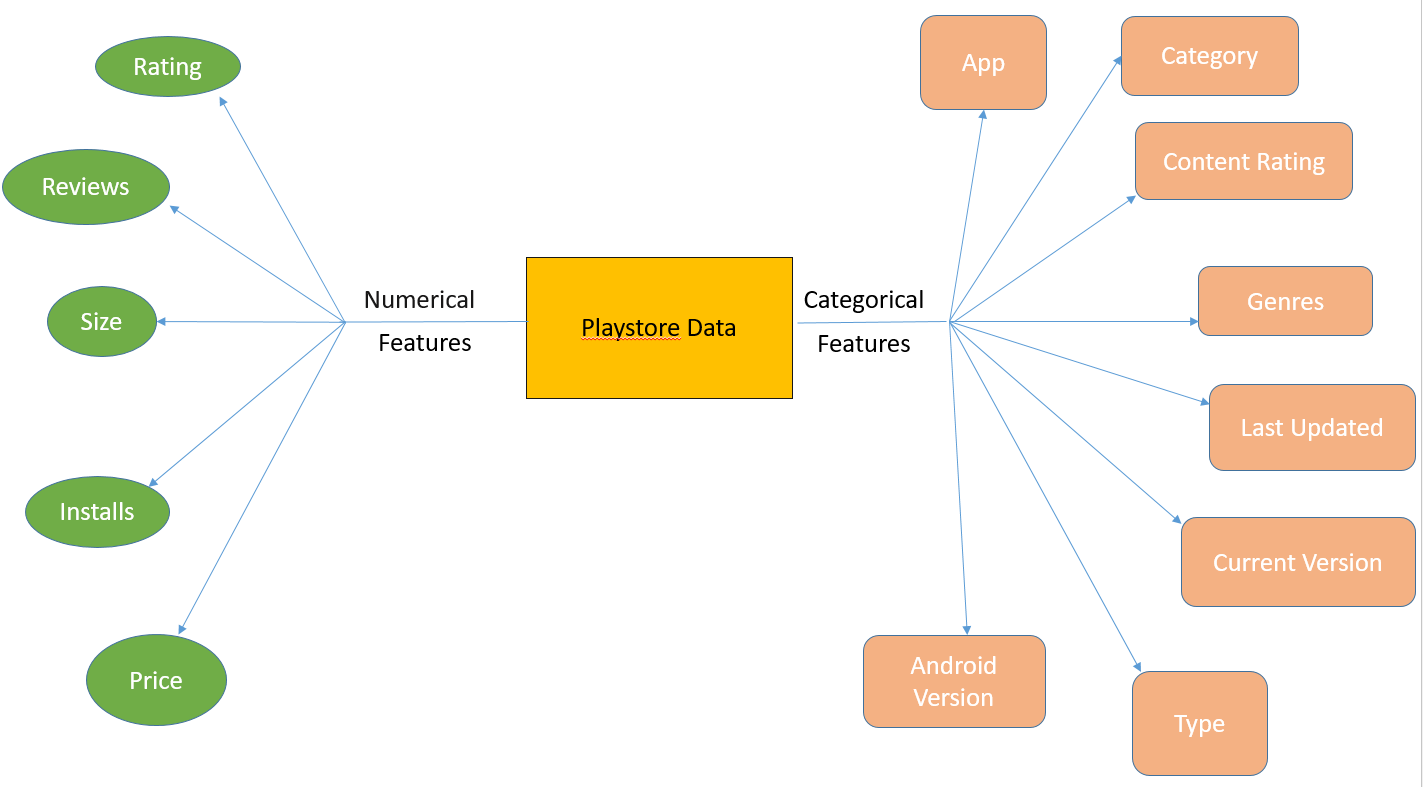 Rating
Reviews
Size
Installs
Price
Numerical
Features
Playstore Data
Categorical
Features
App
Category
Content Rating
Genres
Last Updated
Current Version
Type
Android
Version